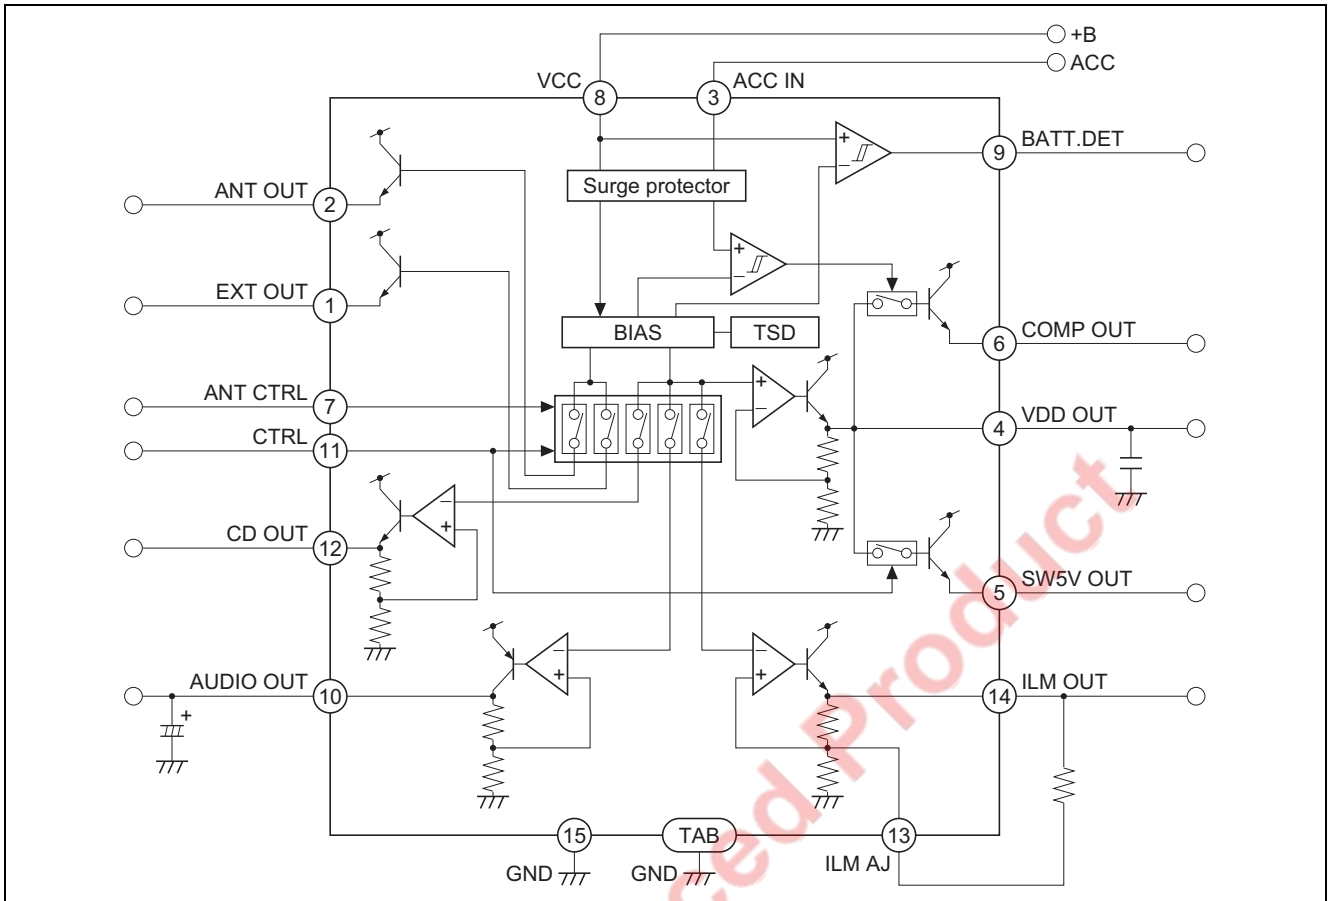 +B
ACC
VCC
8
3
ACC IN
+
−
9
BATT.DET
Surge protector
ANT OUT
2
+
−
EXT OUT
1
BIAS
TSD
6
COMP OUT
ANT CTRL
7
+
−
4
VDD OUT
CTRL
11
−
+
CD OUT
12
5
SW5V OUT
−
+
−
+
AUDIO OUT
10
14
ILM OUT
+
15
TAB
13
GND
GND
ILM AJ
ced Product